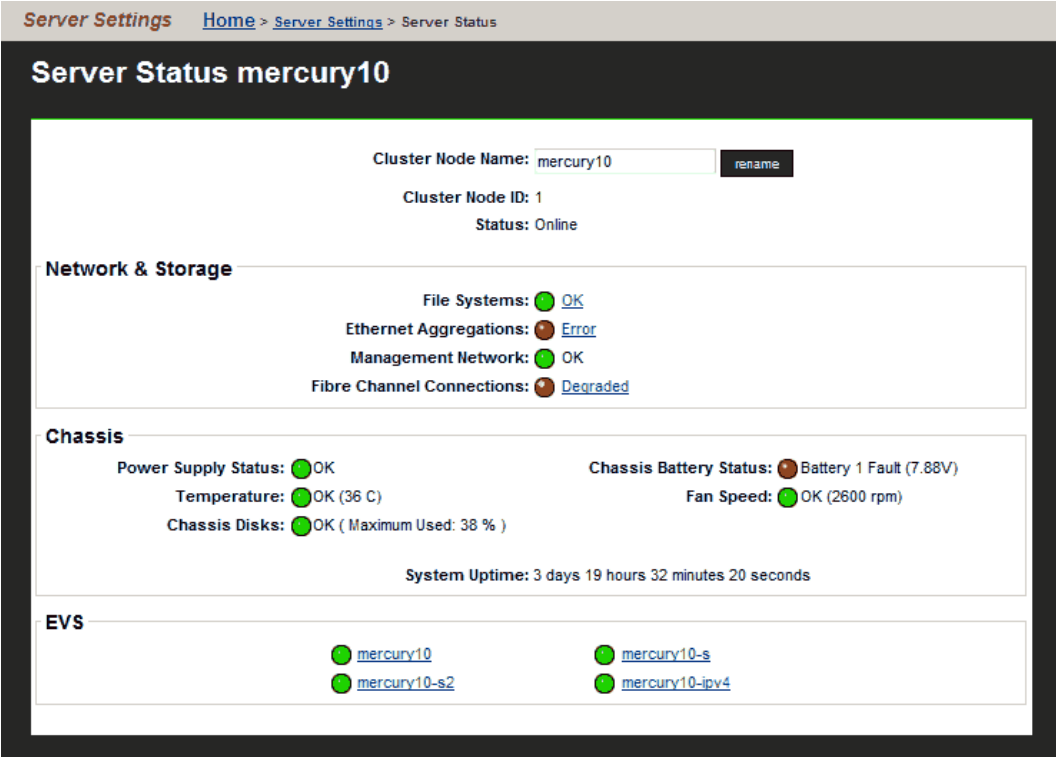 Server Settings Home > Server Settings > Server Status
Server Status mercury10
Cluster Node Name: mercury10 rename
Cluster Node ID: 1
Status: Online
Network & Storage
File Systems: OK
Ethernet Aggregations: Error
Management Network: OK
Fibre Channel Connections: Degraded
Chassis
Power Supply Status: OK Chassis Battery Status: Battery 1 Fault (7.88V)
Temperature: OK (36 C) Fan Speed: OK (2600 rpm)
Chassis Disks: OK ( Maximum Used: 38 % )
System Uptime: 3 days 19 hours 32 minutes 20 seconds
EVS
mercury10 mercury10-s
mercury10-s2 mercury10-ipv4